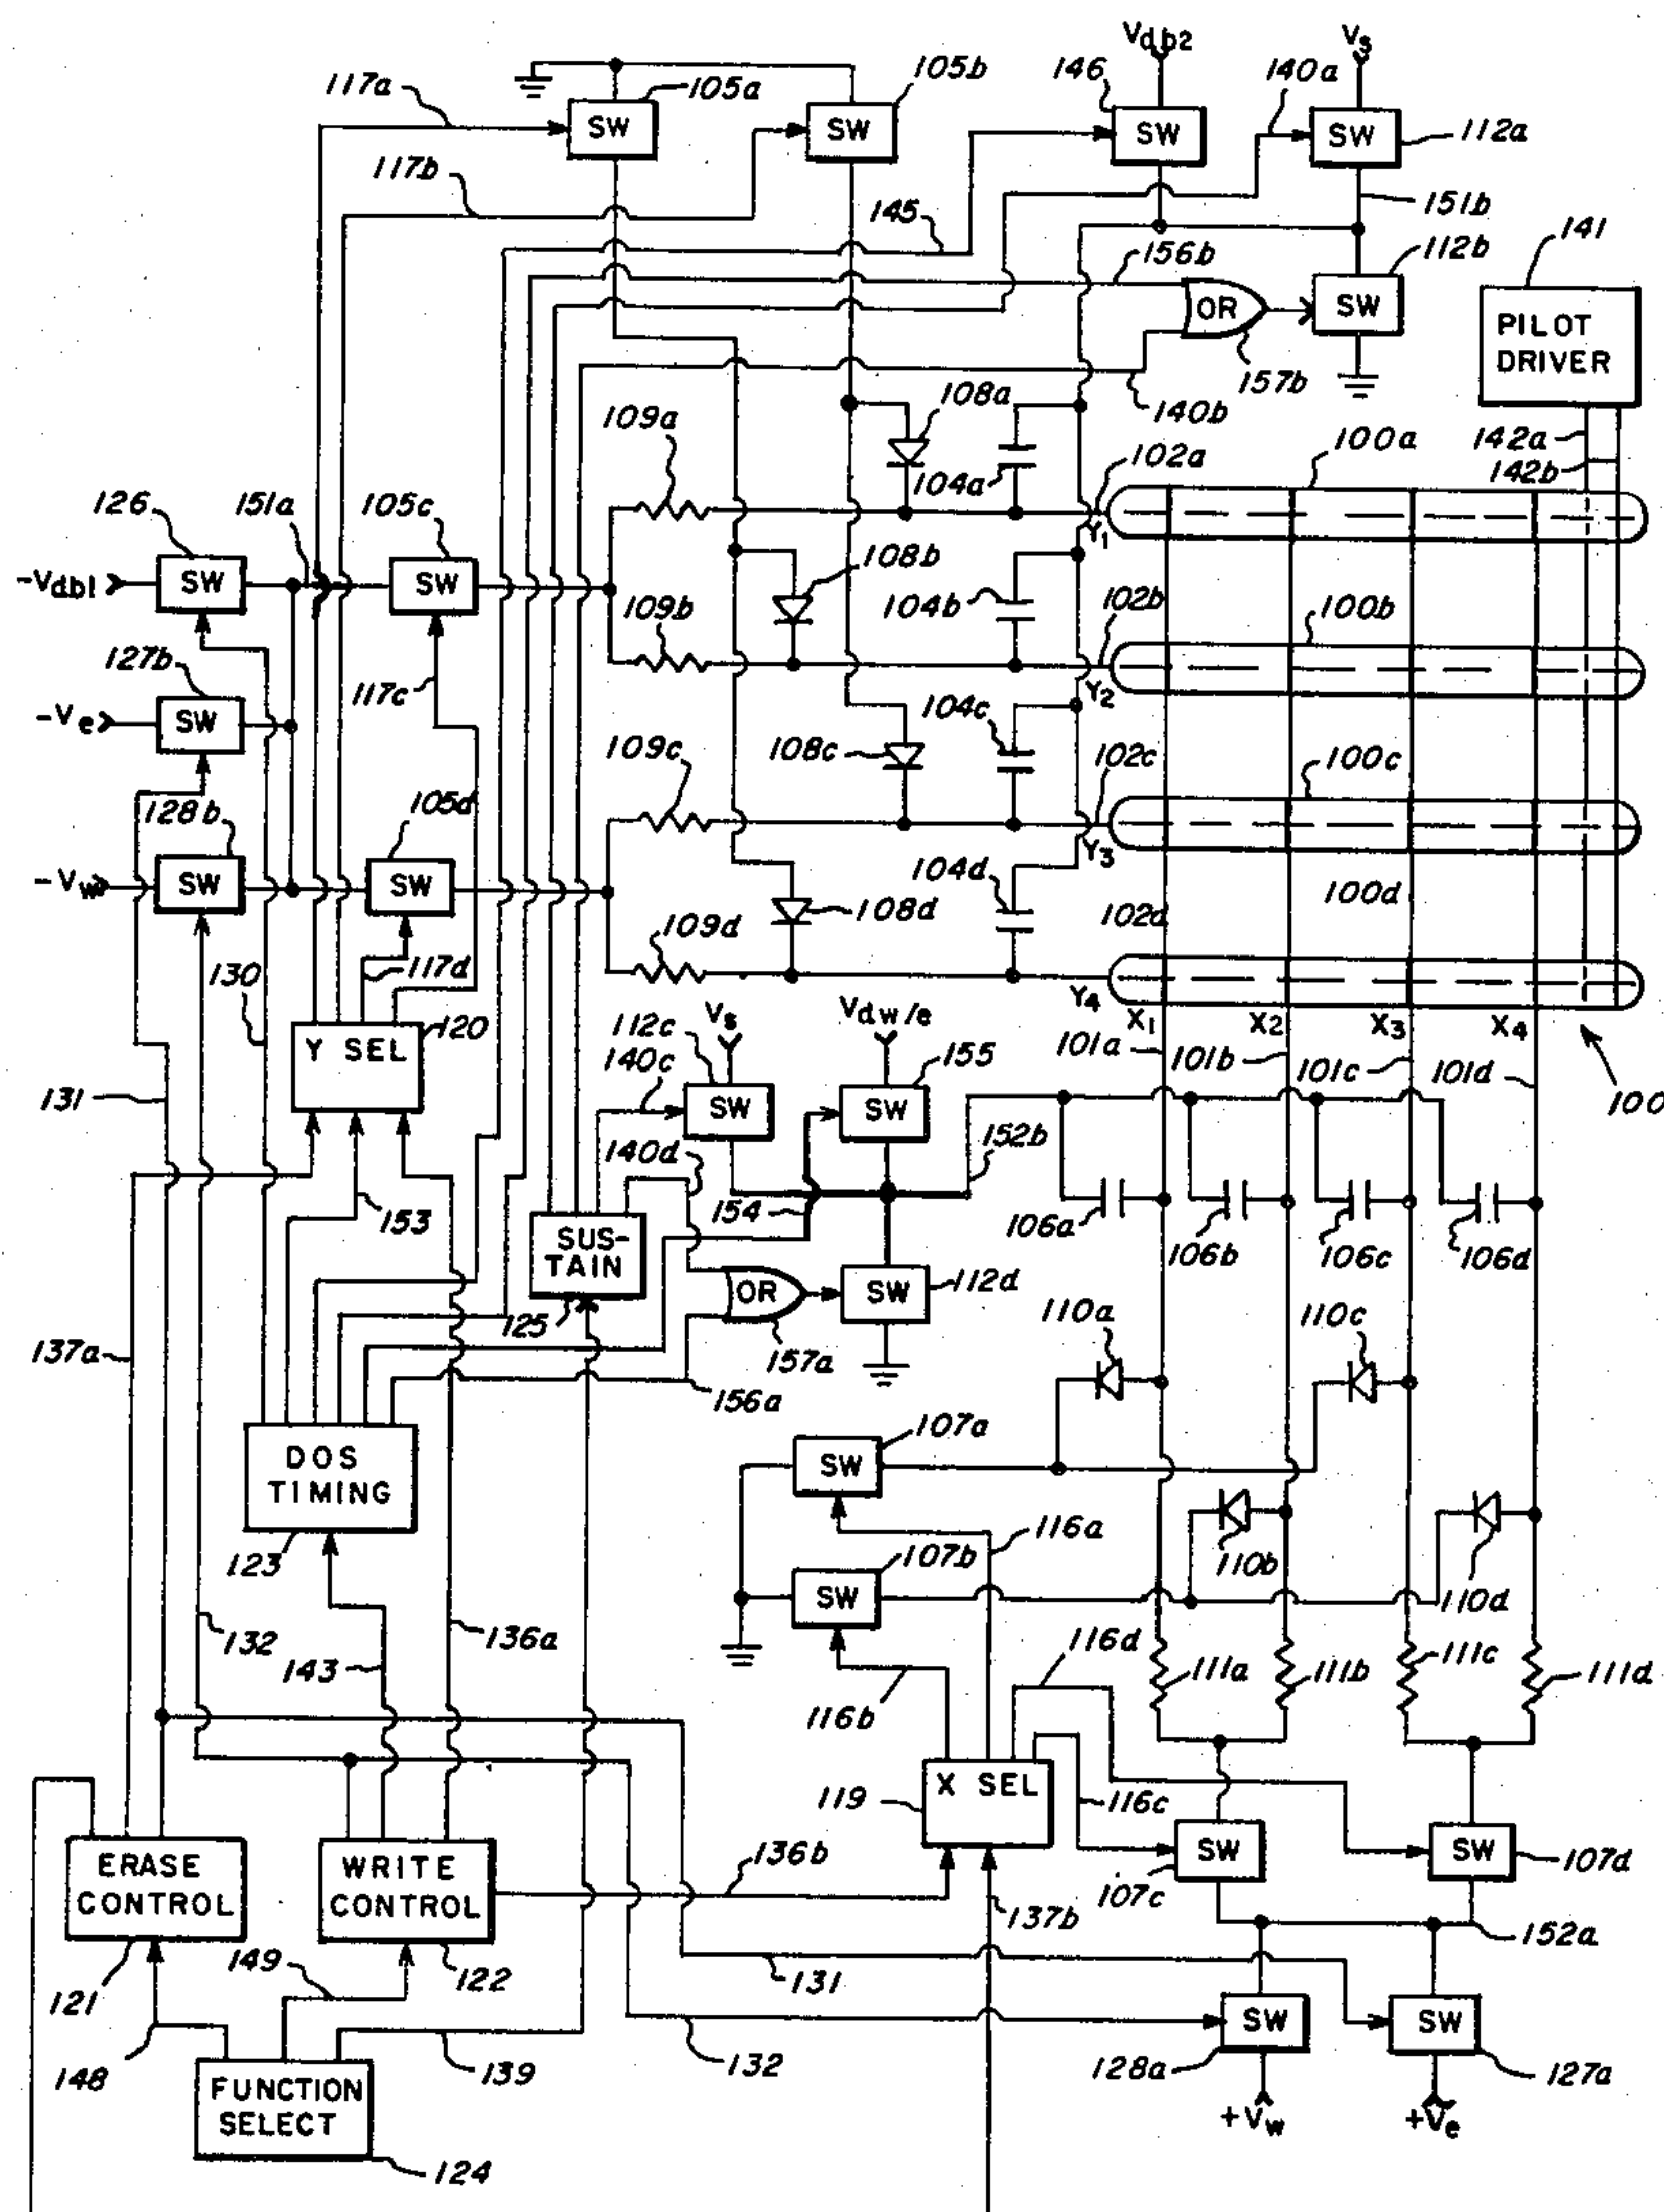 Vdb2 Vs
117a 105a 105b 146 140a
SW SW SW SW 112a
117b
145 151b
156b 112b 141
OR SW PILOT
DRIVER
157b
108a 140b
109a 142a
100a
142b
104a 102a
126 151a 105c
Y1
-Vdb1 SW SW 108b
109b 104b 102b 100b
127b
117c
-Ve SW Y2
104c
109c 108c 102c 100c
128b 105d
Y3
-Vw SW SW 104d 100d
108d 102d
109d
130 117d
Y4
X1 X2 X3 X4
Y SEL 120 112c Vs Vdw/e
101a 101b 101c 101d
140c 155
131 SW SW 100
152b
140d
153 154 106a
SUS-
TAIN 106b 106c 106d
OR SW 112d
125 110a 110c
137a 157a
156a
107a
DOS
TIMING SW
116a
123 107b 110b
SW 110d
132 136a 116d
143 111a 111b 111c 111d
116b
X SEL
119 116c
136b
ERASE
CONTROL
WRITE
CONTROL
SW SW 107d
107c
137b
152a
149
121 122 131
SW SW
148 139 132 128a 127a
FUNCTION
SELECT
+Vw +Ve
124